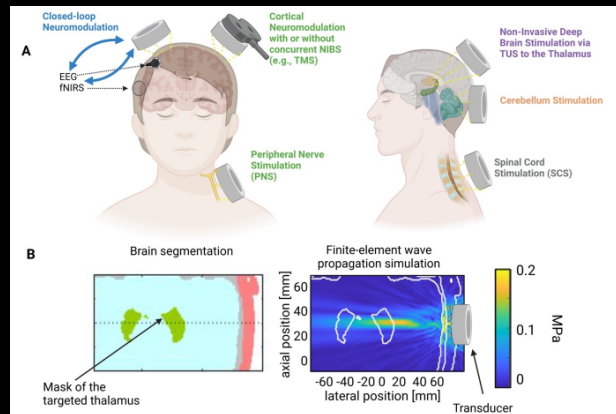 Closed-loop
Neuromodulation
A
EEG
fNIRS
Cortical
Neuromodulation
with or without
concurrent NIBS
(e.g., TMS)
Peripheral Nerve
Stimulation
(PNS)
Non-Invasive Deep
Brain Stimulation via
TUS to the Thalamus
Cerebellum Stimulation
Spinal Cord
Stimulation (SCS)
B
Brain segmentation
Mask of the
targeted thalamus
Finite-element wave
propagation simulation
axial position [mm]
60
40
20
0
-60 -40 -20 0 20 40 60
lateral position [mm]
0.2
0.1
0
MPa
Transducer